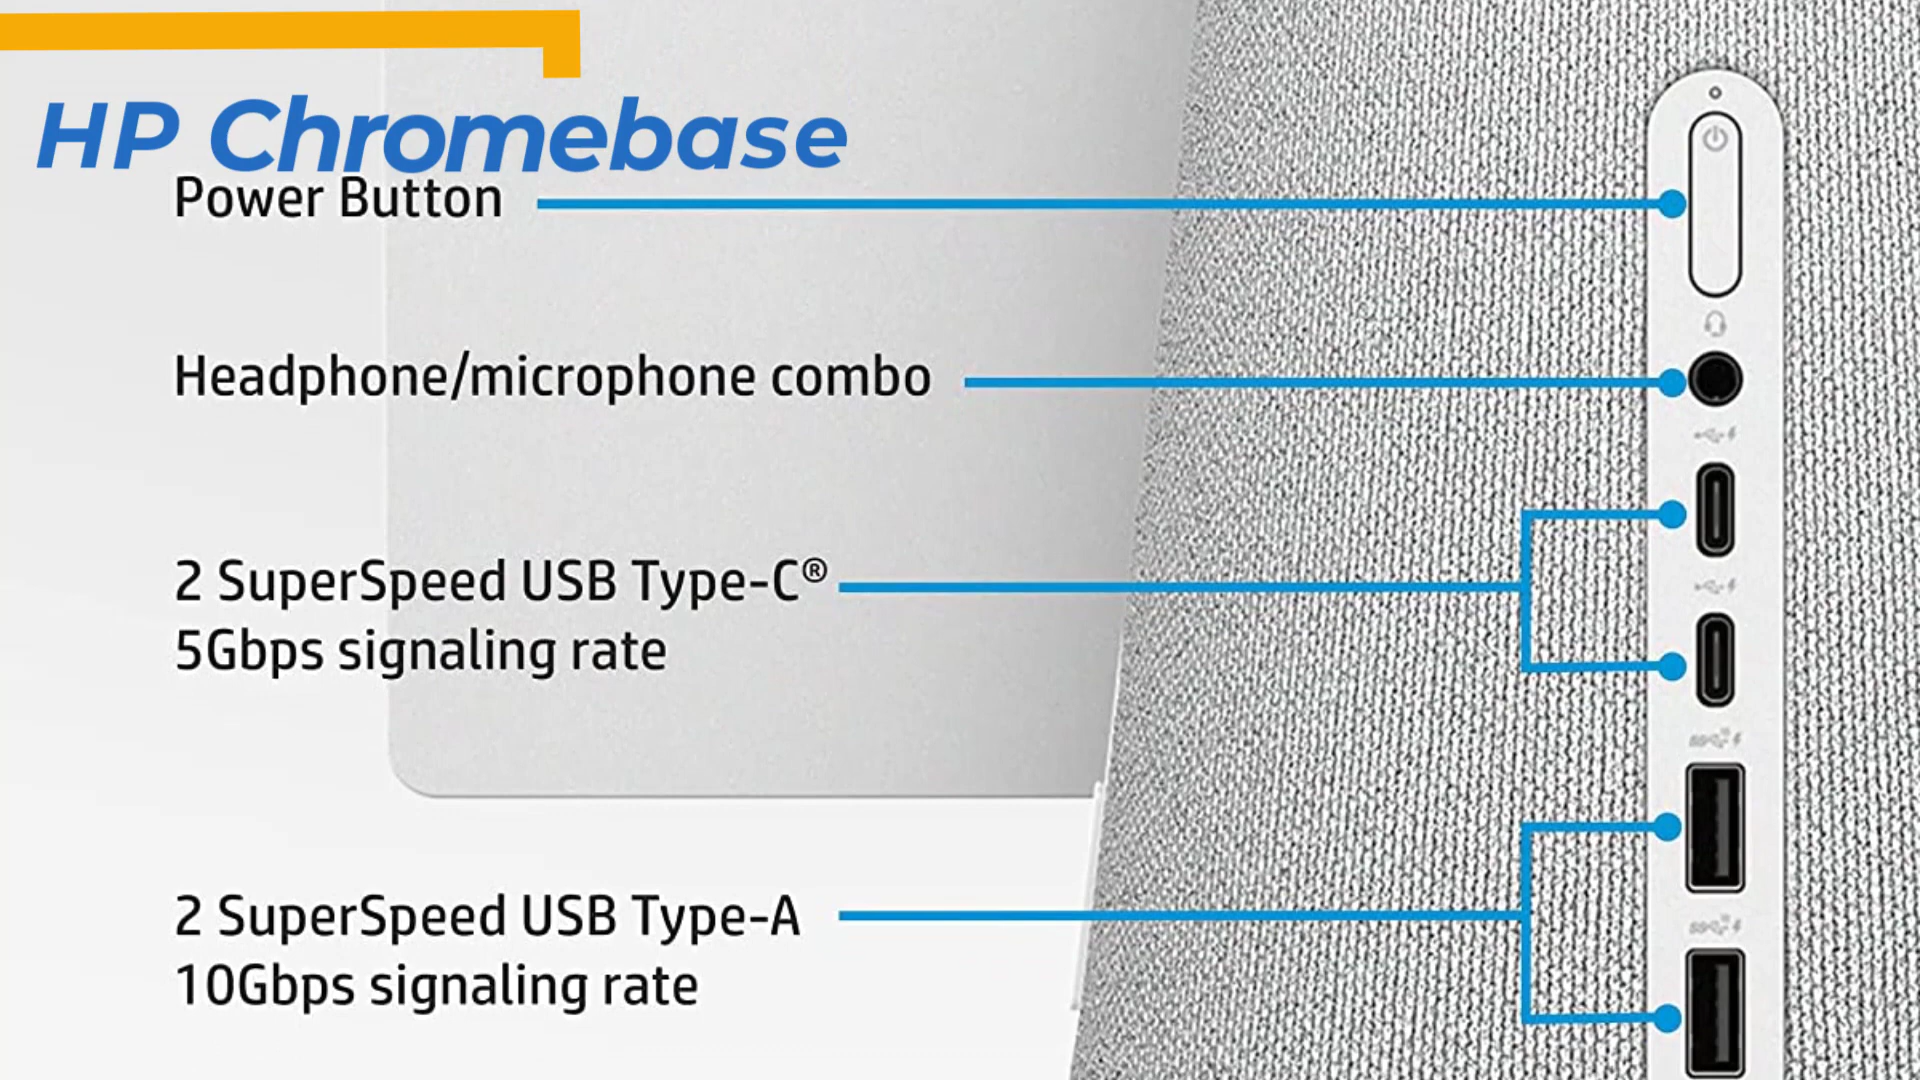 HP Chromebase
Power Button
Headphone/microphone combo
2 SuperSpeed USB Type-C®
5Gbps signaling rate
2 SuperSpeed USB Type-A
10Gbps signaling rate